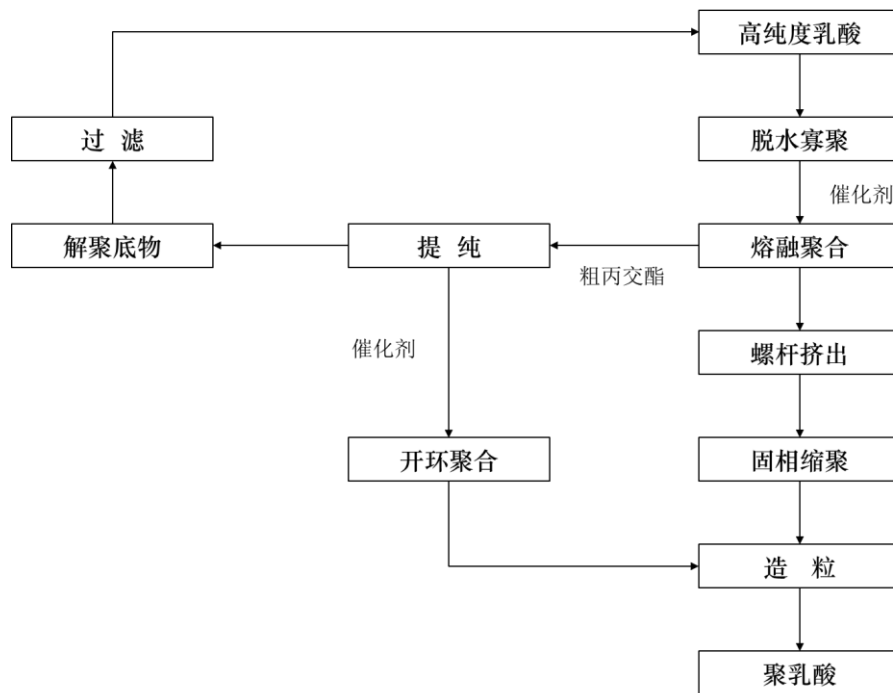 高纯度乳酸
过 滤
脱水寡聚
催化剂
解聚底物
提 纯
熔融聚合
粗丙交酯
催化剂
螺杆挤出
开环聚合
固相缩聚
造 粒
聚乳酸